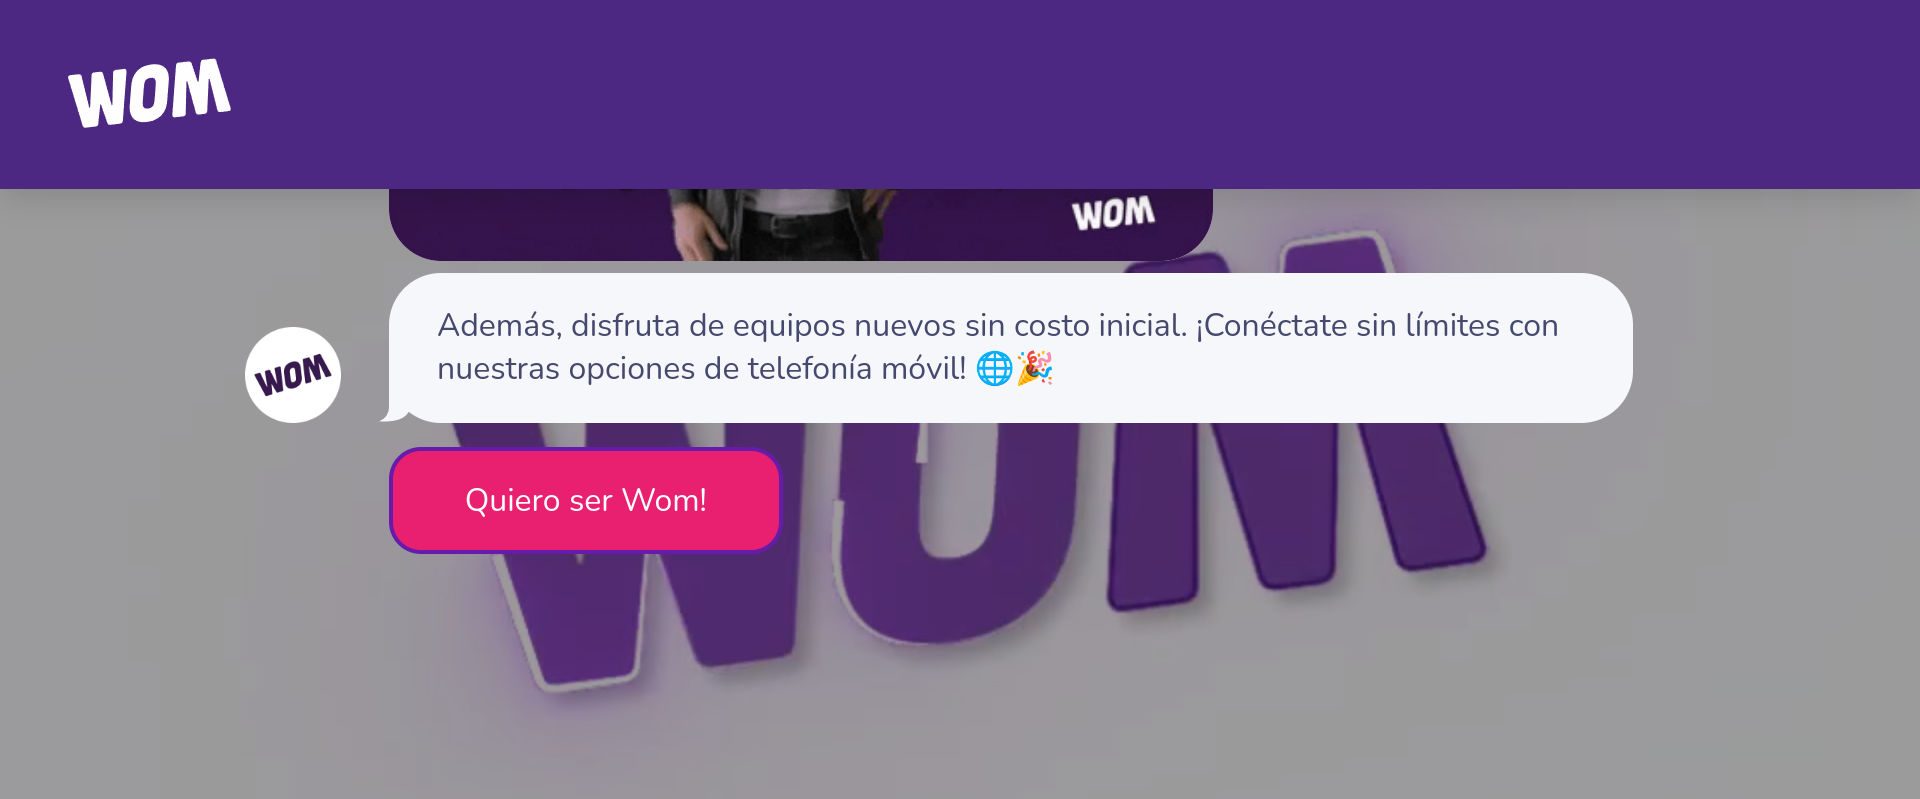 WOM
WOM
Además, disfruta de equipos nuevos sin costo inicial. ¡Conéctate sin límites con
nuestras opciones de telefonía móvil! 🌐🎉
WOM
Quiero ser Wom!
WOM